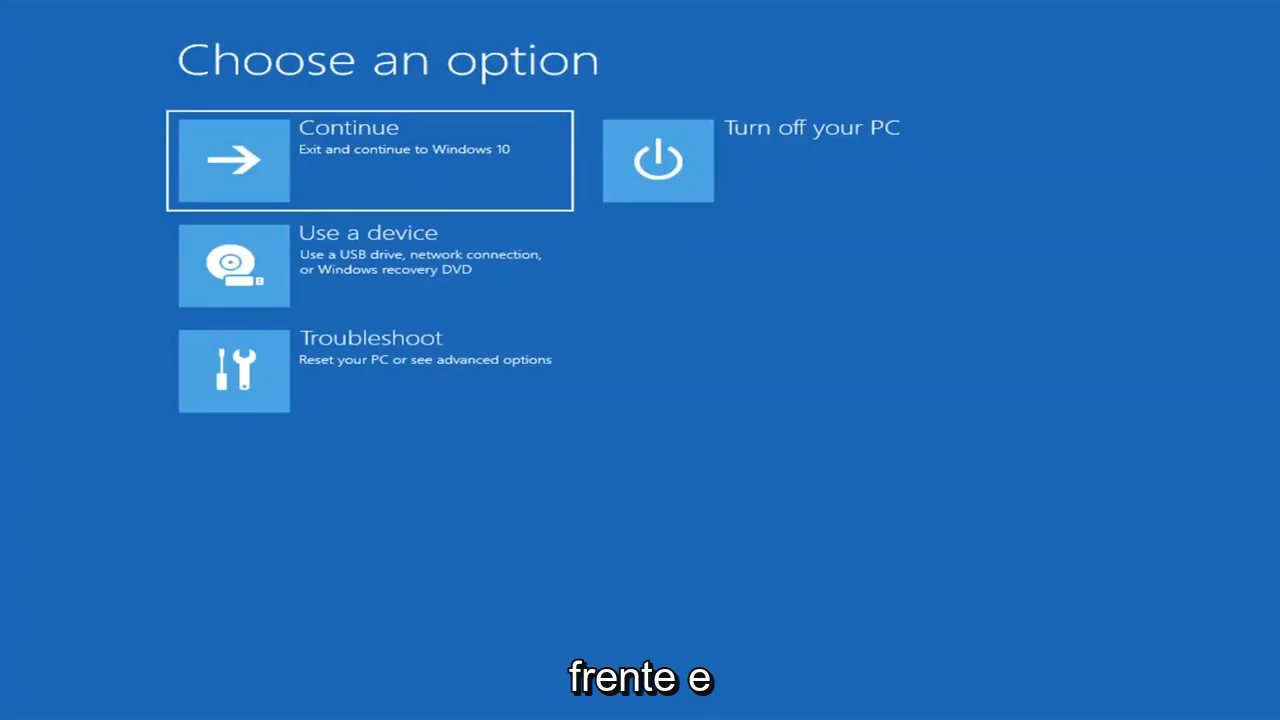 Choose an option
Continue
Exit and continue to Windows 10
Turn off your PC
Use a device
Use a USB drive, network connection,
or Windows recovery DVD
Troubleshoot
Reset your PC or see advanced options
frente e